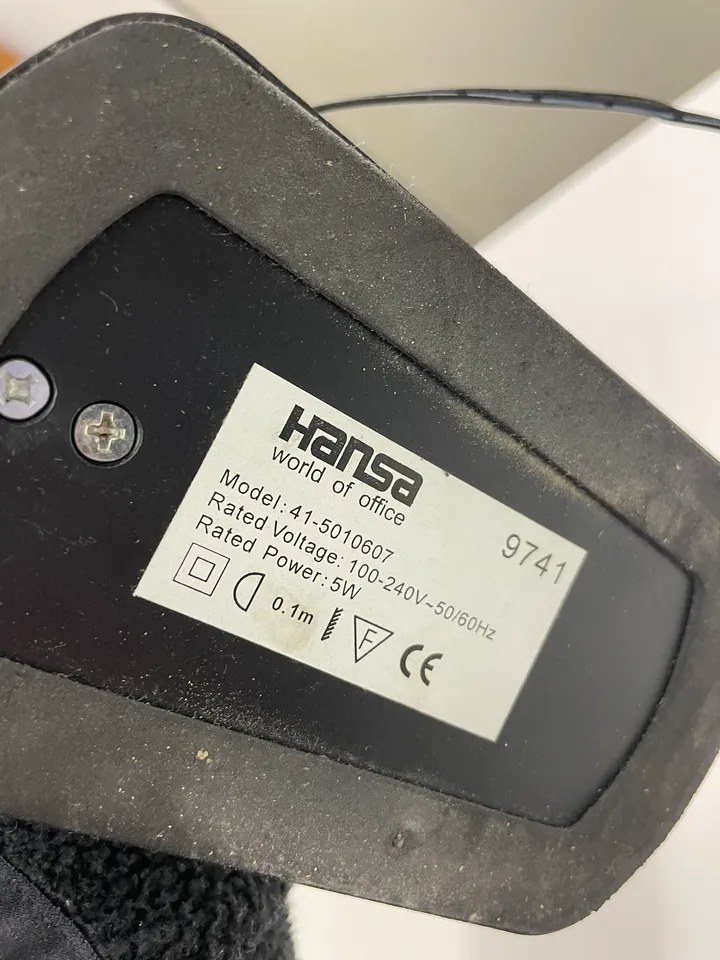 Hansa
world of office
9741
Model: 41-5010607
Rated Voltage: 100-240V~50/60Hz
Rated Power: 5W
0.1m
F
CE